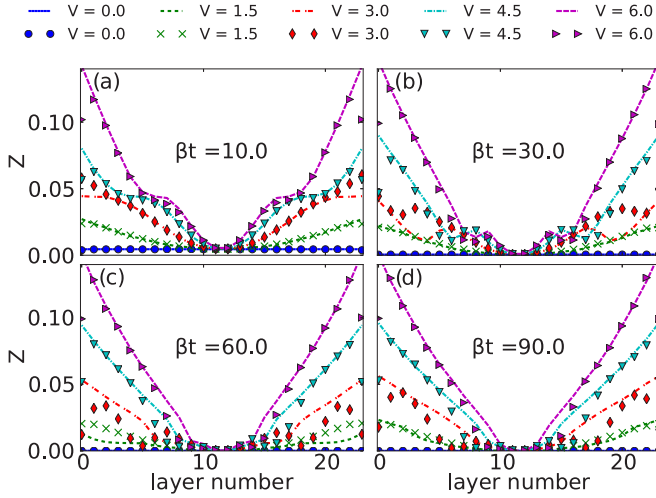 V = 0.0 V = 1.5 V = 3.0 V = 4.5 V = 6.0
V = 0.0 V = 1.5 V = 3.0 V = 4.5 V = 6.0
(a) (b)
0.10
βt =10.0 βt =30.0
Z
0.05
0.00
(c) (d)
0.10
βt =60.0 βt =90.0
Z
0.05
0.00
0 10 20 0 10 20
layer number layer number